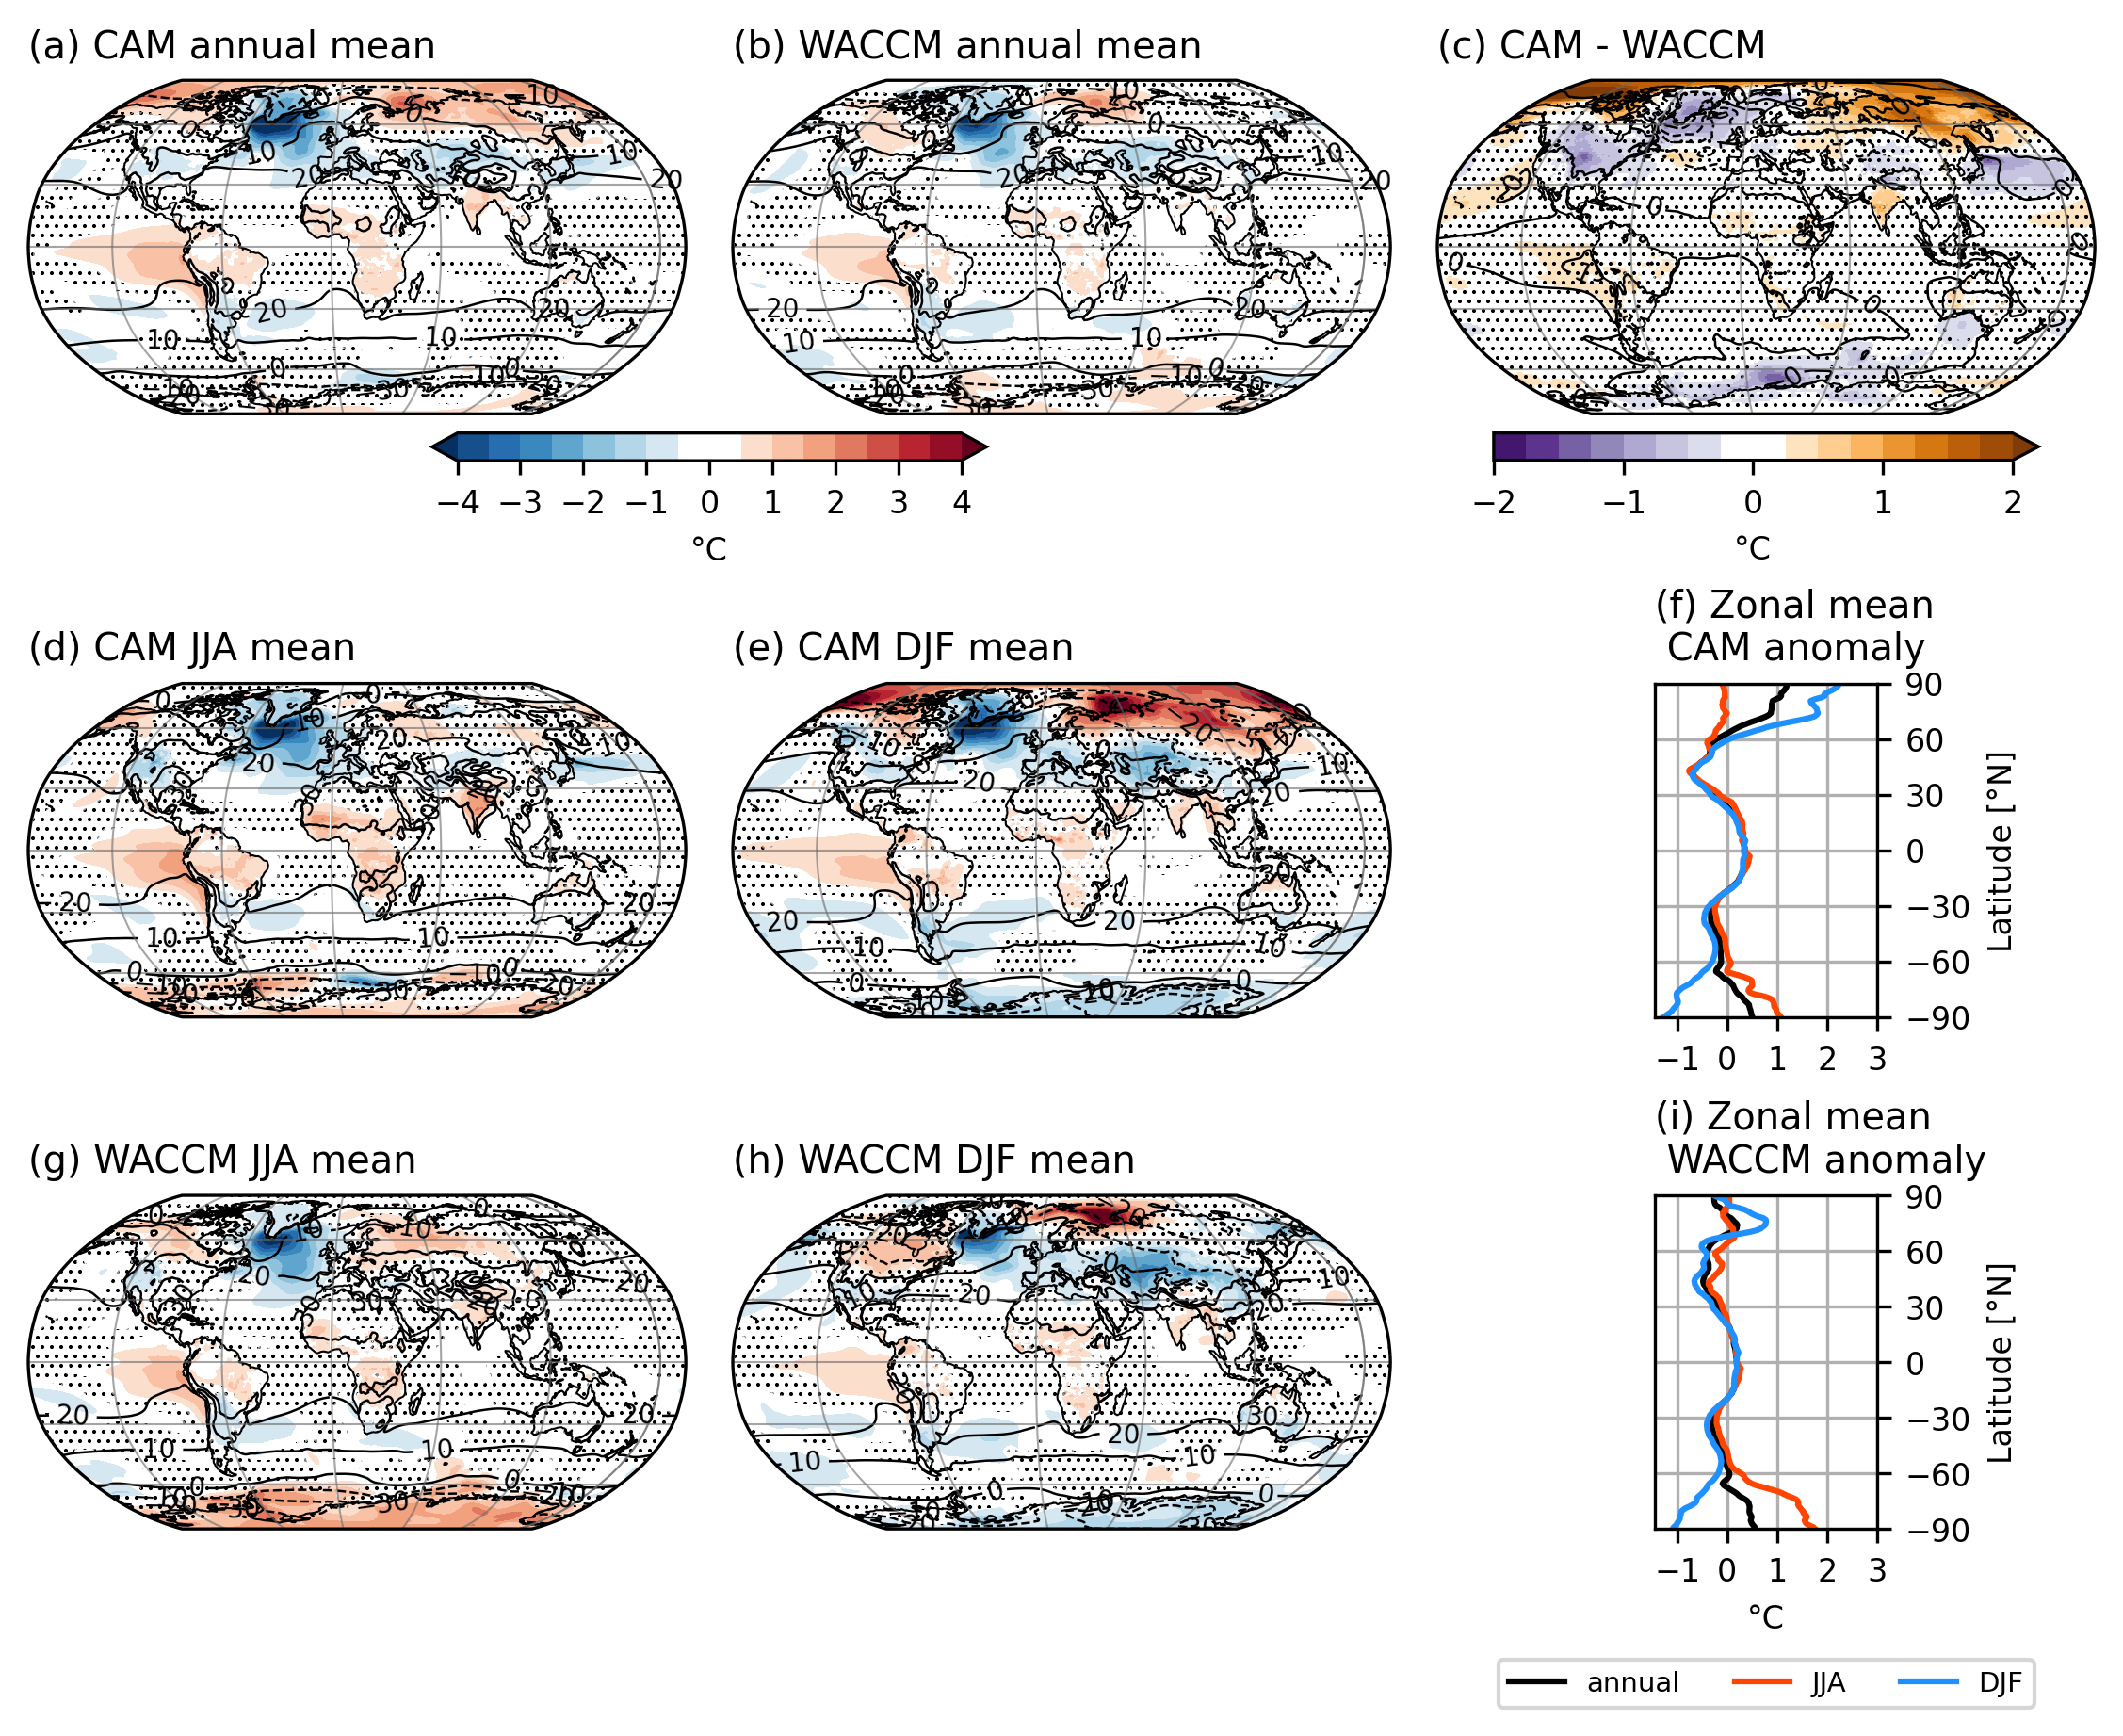 (a) CAM annual mean
(b) WACCM annual mean
(c) CAM - WACCM
−4 −3 −2 −1 0 1 2 3 4
°C
−2 −1 0 1 2
°C
(d) CAM JJA mean
(e) CAM DJF mean
(f) Zonal mean
CAM anomaly
90
60
30
0
−30
−60
−90
Latitude [°N]
−1 0 1 2 3
(g) WACCM JJA mean
(h) WACCM DJF mean
(i) Zonal mean
WACCM anomaly
90
60
30
0
−30
−60
−90
Latitude [°N]
−1 0 1 2 3
°C
annual JJA DJF